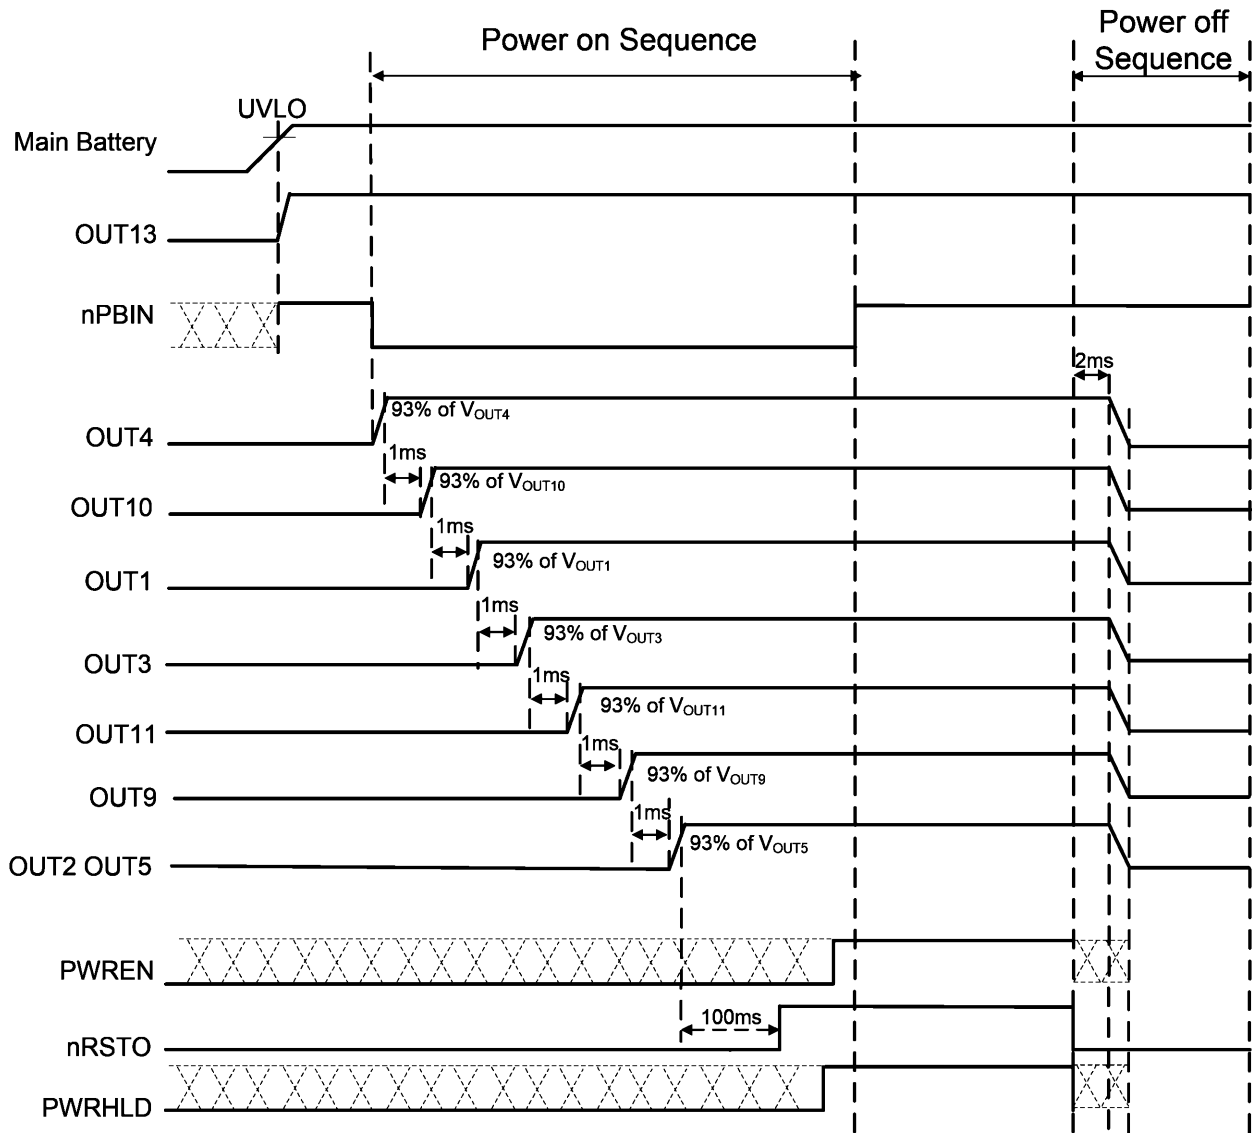 Power on Sequence
Power off
Sequence
UVLO
Main Battery
OUT13
nPBIN
2ms
93% of VOUT4
OUT4
1ms
93% of VOUT10
OUT10
1ms
93% of VOUT1
OUT1
1ms
93% of VOUT3
OUT3
1ms
93% of VOUT11
OUT11
1ms
93% of VOUT9
OUT9
1ms
93% of VOUT5
OUT2 OUT5
PWREN
100ms
nRSTO
PWRHLD